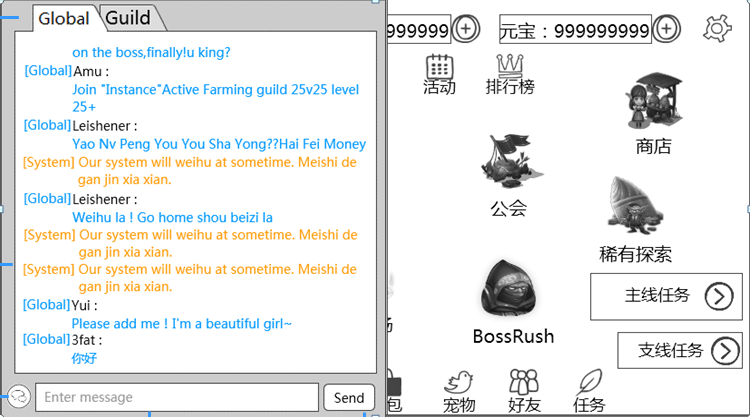 Global
Guild
on the boss,finally!u king?
[Global]Amu :
Join "Instance"Active Farming guild 25v25 level
25+
[Global]Leishener :
Yao Nv Peng You You Sha Yong??Hai Fei Money
[System] Our system will weihu at sometime. Meishi de
gan jin xia xian.
[Global]Leishener :
Weihu la ! Go home shou beizi la
[System] Our system will weihu at sometime. Meishi de
gan jin xia xian.
[System] Our system will weihu at sometime. Meishi de
gan jin xia xian.
[Global]Yui :
Please add me ! I'm a beautiful girl~
[Global]3fat :
你好
Enter message
Send
999999
元宝：999999999
活动
排行榜
商店
公会
稀有探索
主线任务
BossRush
支线任务
包
宠物
好友
任务